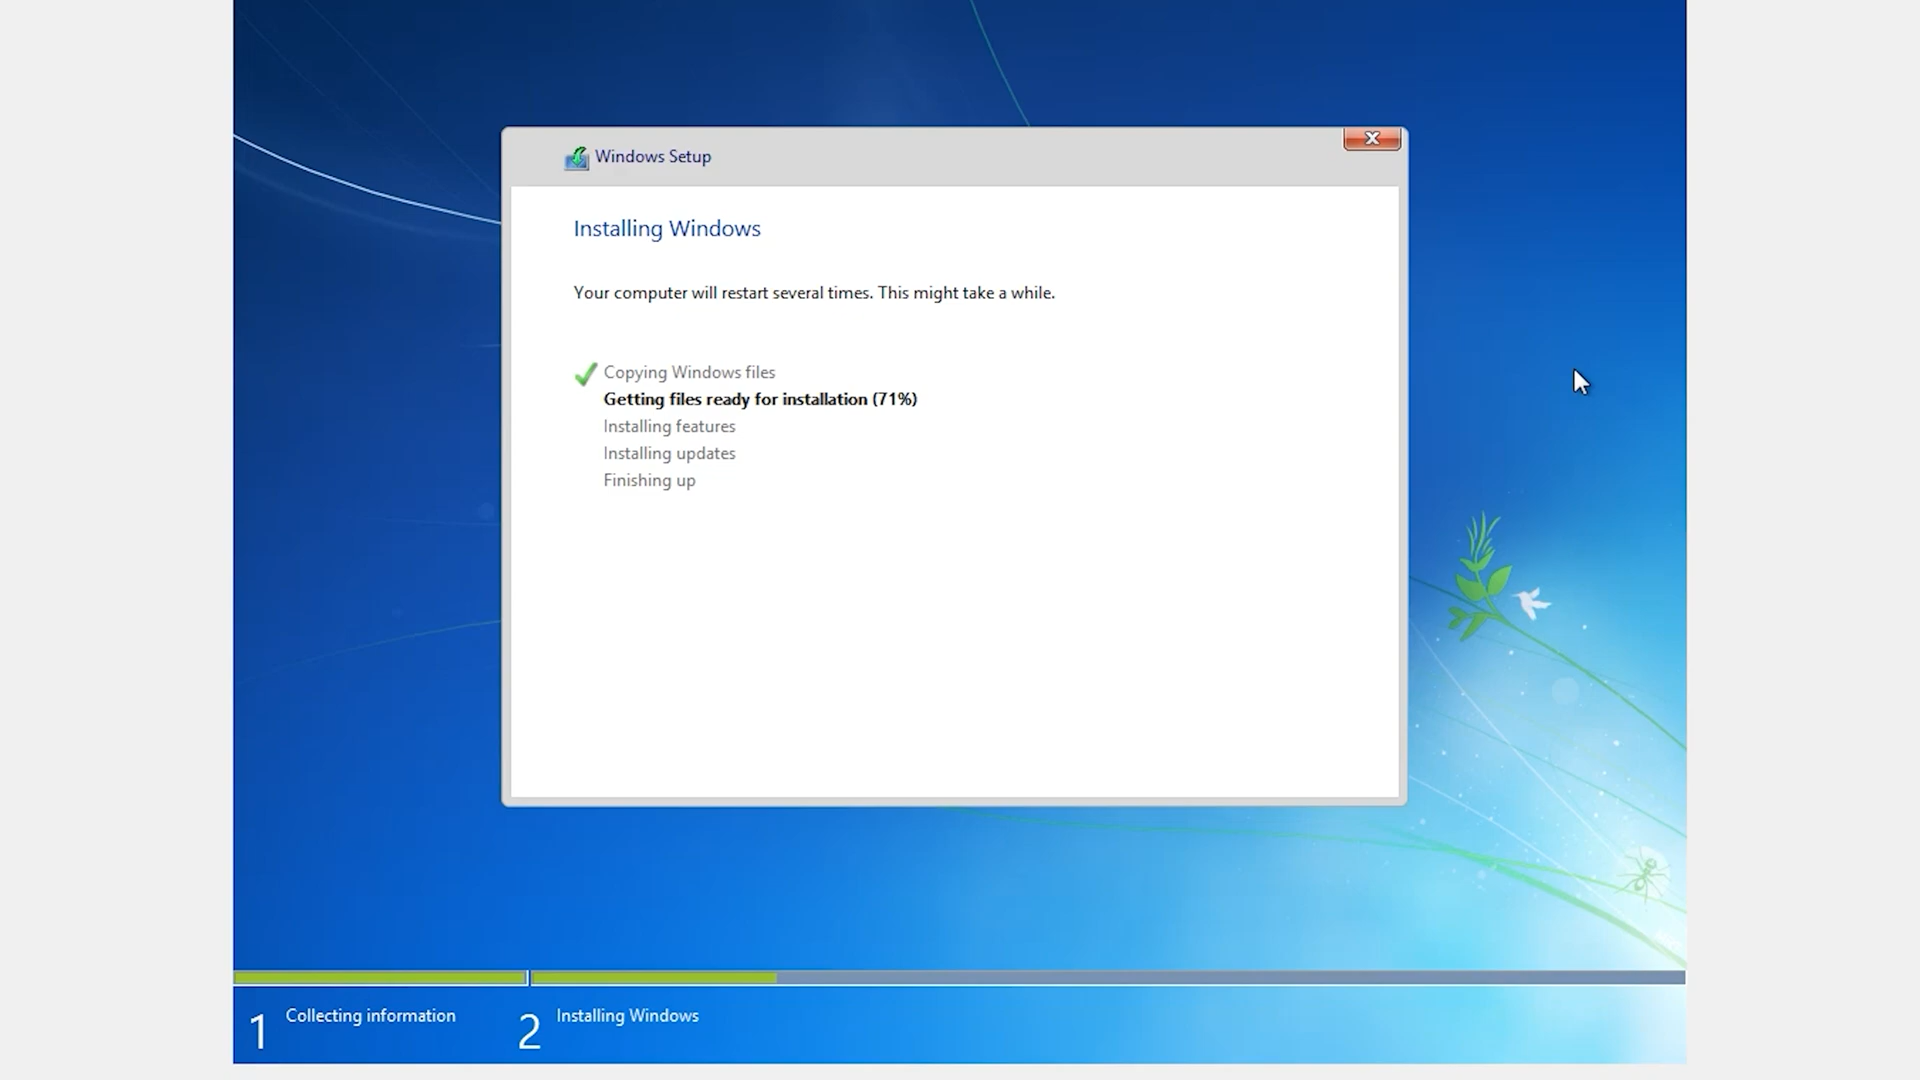 Windows Setup
Installing Windows
Your computer will restart several times. This might take a while.
Copying Windows files
Getting files ready for installation (71%)
Installing features
Installing updates
Finishing up
1 Collecting information
2 Installing Windows